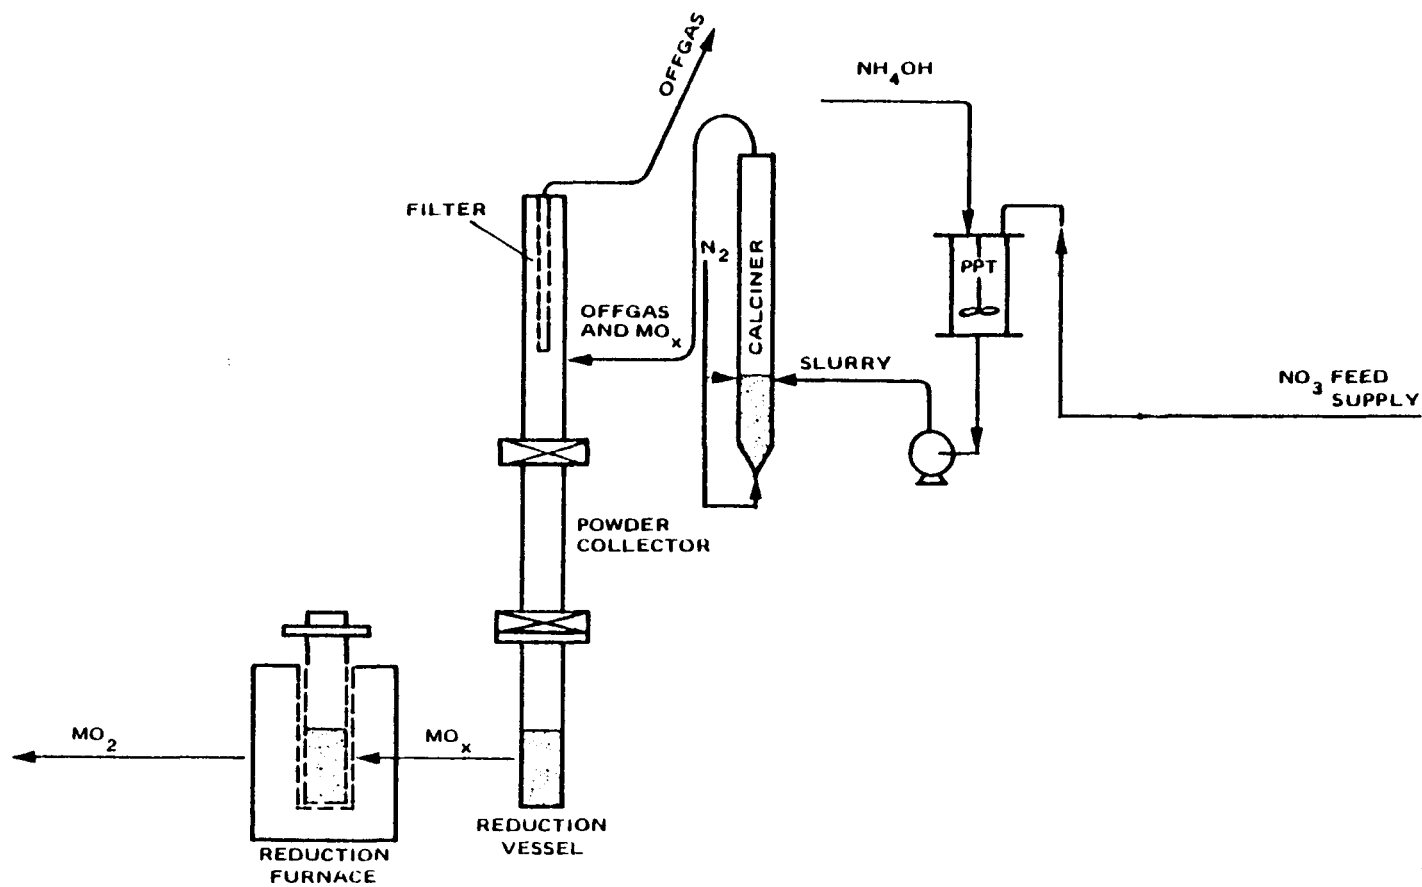 OFFGAS
NH4OH
FILTER
N2
CALCINER
PPT
OFFGAS
AND MOx
SLURRY
NO3 FEED
SUPPLY
POWDER
COLLECTOR
MO2
MOx
REDUCTION
VESSEL
REDUCTION
FURNACE